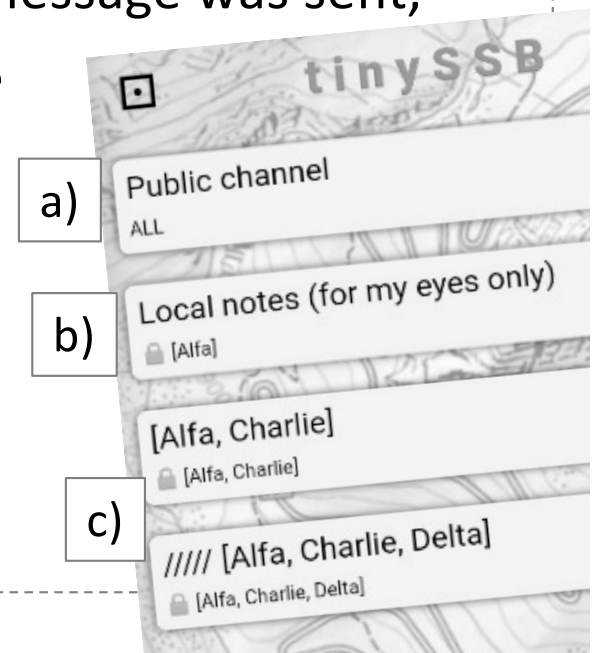 essage was sent,
tinySSB
a)
Public channel
ALL
b)
Local notes (for my eyes only)
[Alfa]
[Alfa, Charlie]
[Alfa, Charlie]
c)
///// [Alfa, Charlie, Delta]
[Alfa, Charlie, Delta]